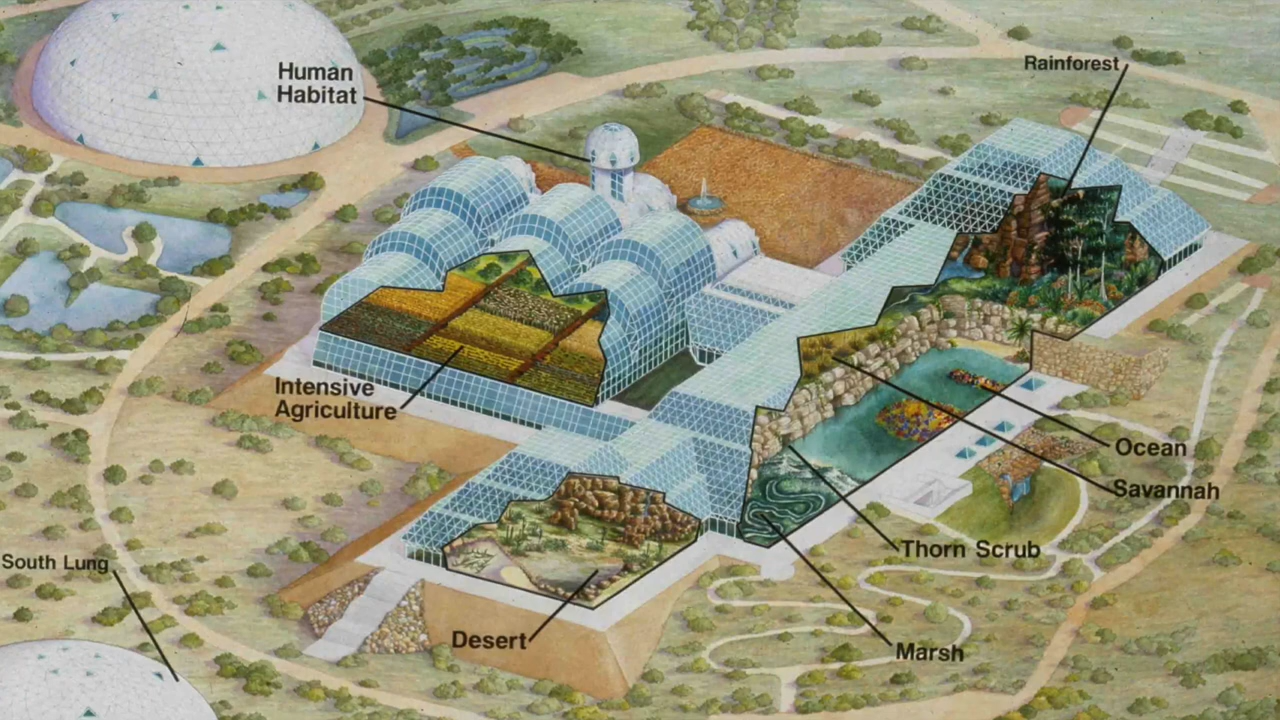 Rainforest
Human
Habitat
Intensive
Agriculture
Ocean
Savannah
Thorn Scrub
South Lung
Desert
Marsh